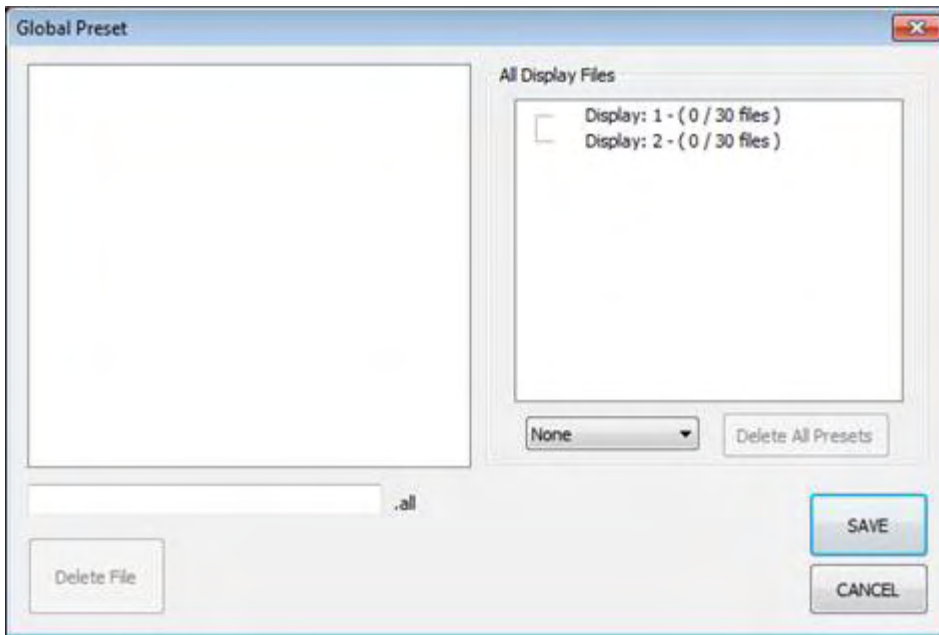 Global Preset
All Display Files
Display: 1 - ( 0 / 30 files )
Display: 2 - ( 0 / 30 files )
None
Delete All Presets
.all
SAVE
Delete File
CANCEL